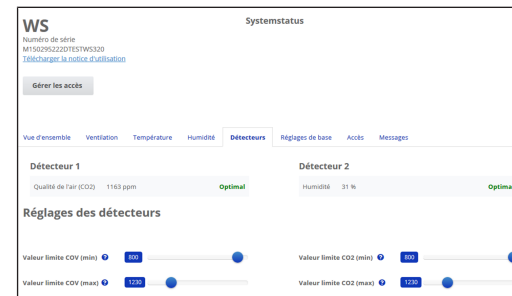 WS
Systemstatus
Numéro de série
M150295222DTESTWS320
Télécharger la notice d'utilisation
Gérer les accès
Vue d'ensemble Ventilation Température Humidité Détecteurs Réglages de base Accès Messages
Détecteur 1 Détecteur 2
Qualité de l'air (CO2) 1163 ppm Optimal Humidité 31 % Optimal
Réglages des détecteurs
Valeur limite COV (min) ? 800 Valeur limite CO2 (min) ? 800
Valeur limite COV (max) ? 1230 Valeur limite CO2 (max) ? 1230